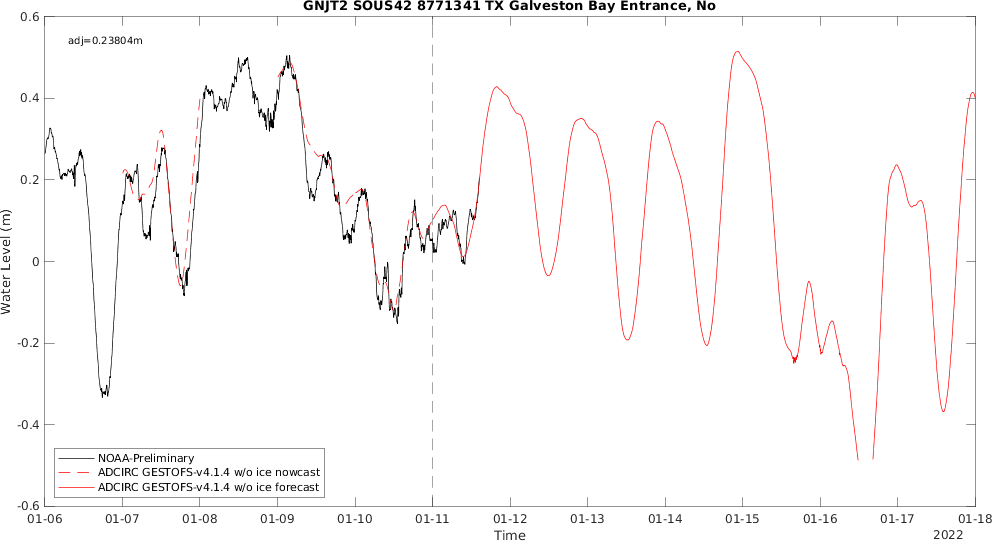 GNJT2 SOUS42 8771341 TX Galveston Bay Entrance, No
adj=0.23804m
0.6
0.4
0.2
0
-0.2
-0.4
-0.6
Water Level (m)
NOAA-Preliminary
ADCIRC GESTOFS-v4.1.4 w/o ice nowcast
ADCIRC GESTOFS-v4.1.4 w/o ice forecast
01-06 01-07 01-08 01-09 01-10 01-11 01-12 01-13 01-14 01-15 01-16 01-17 01-18
Time
2022